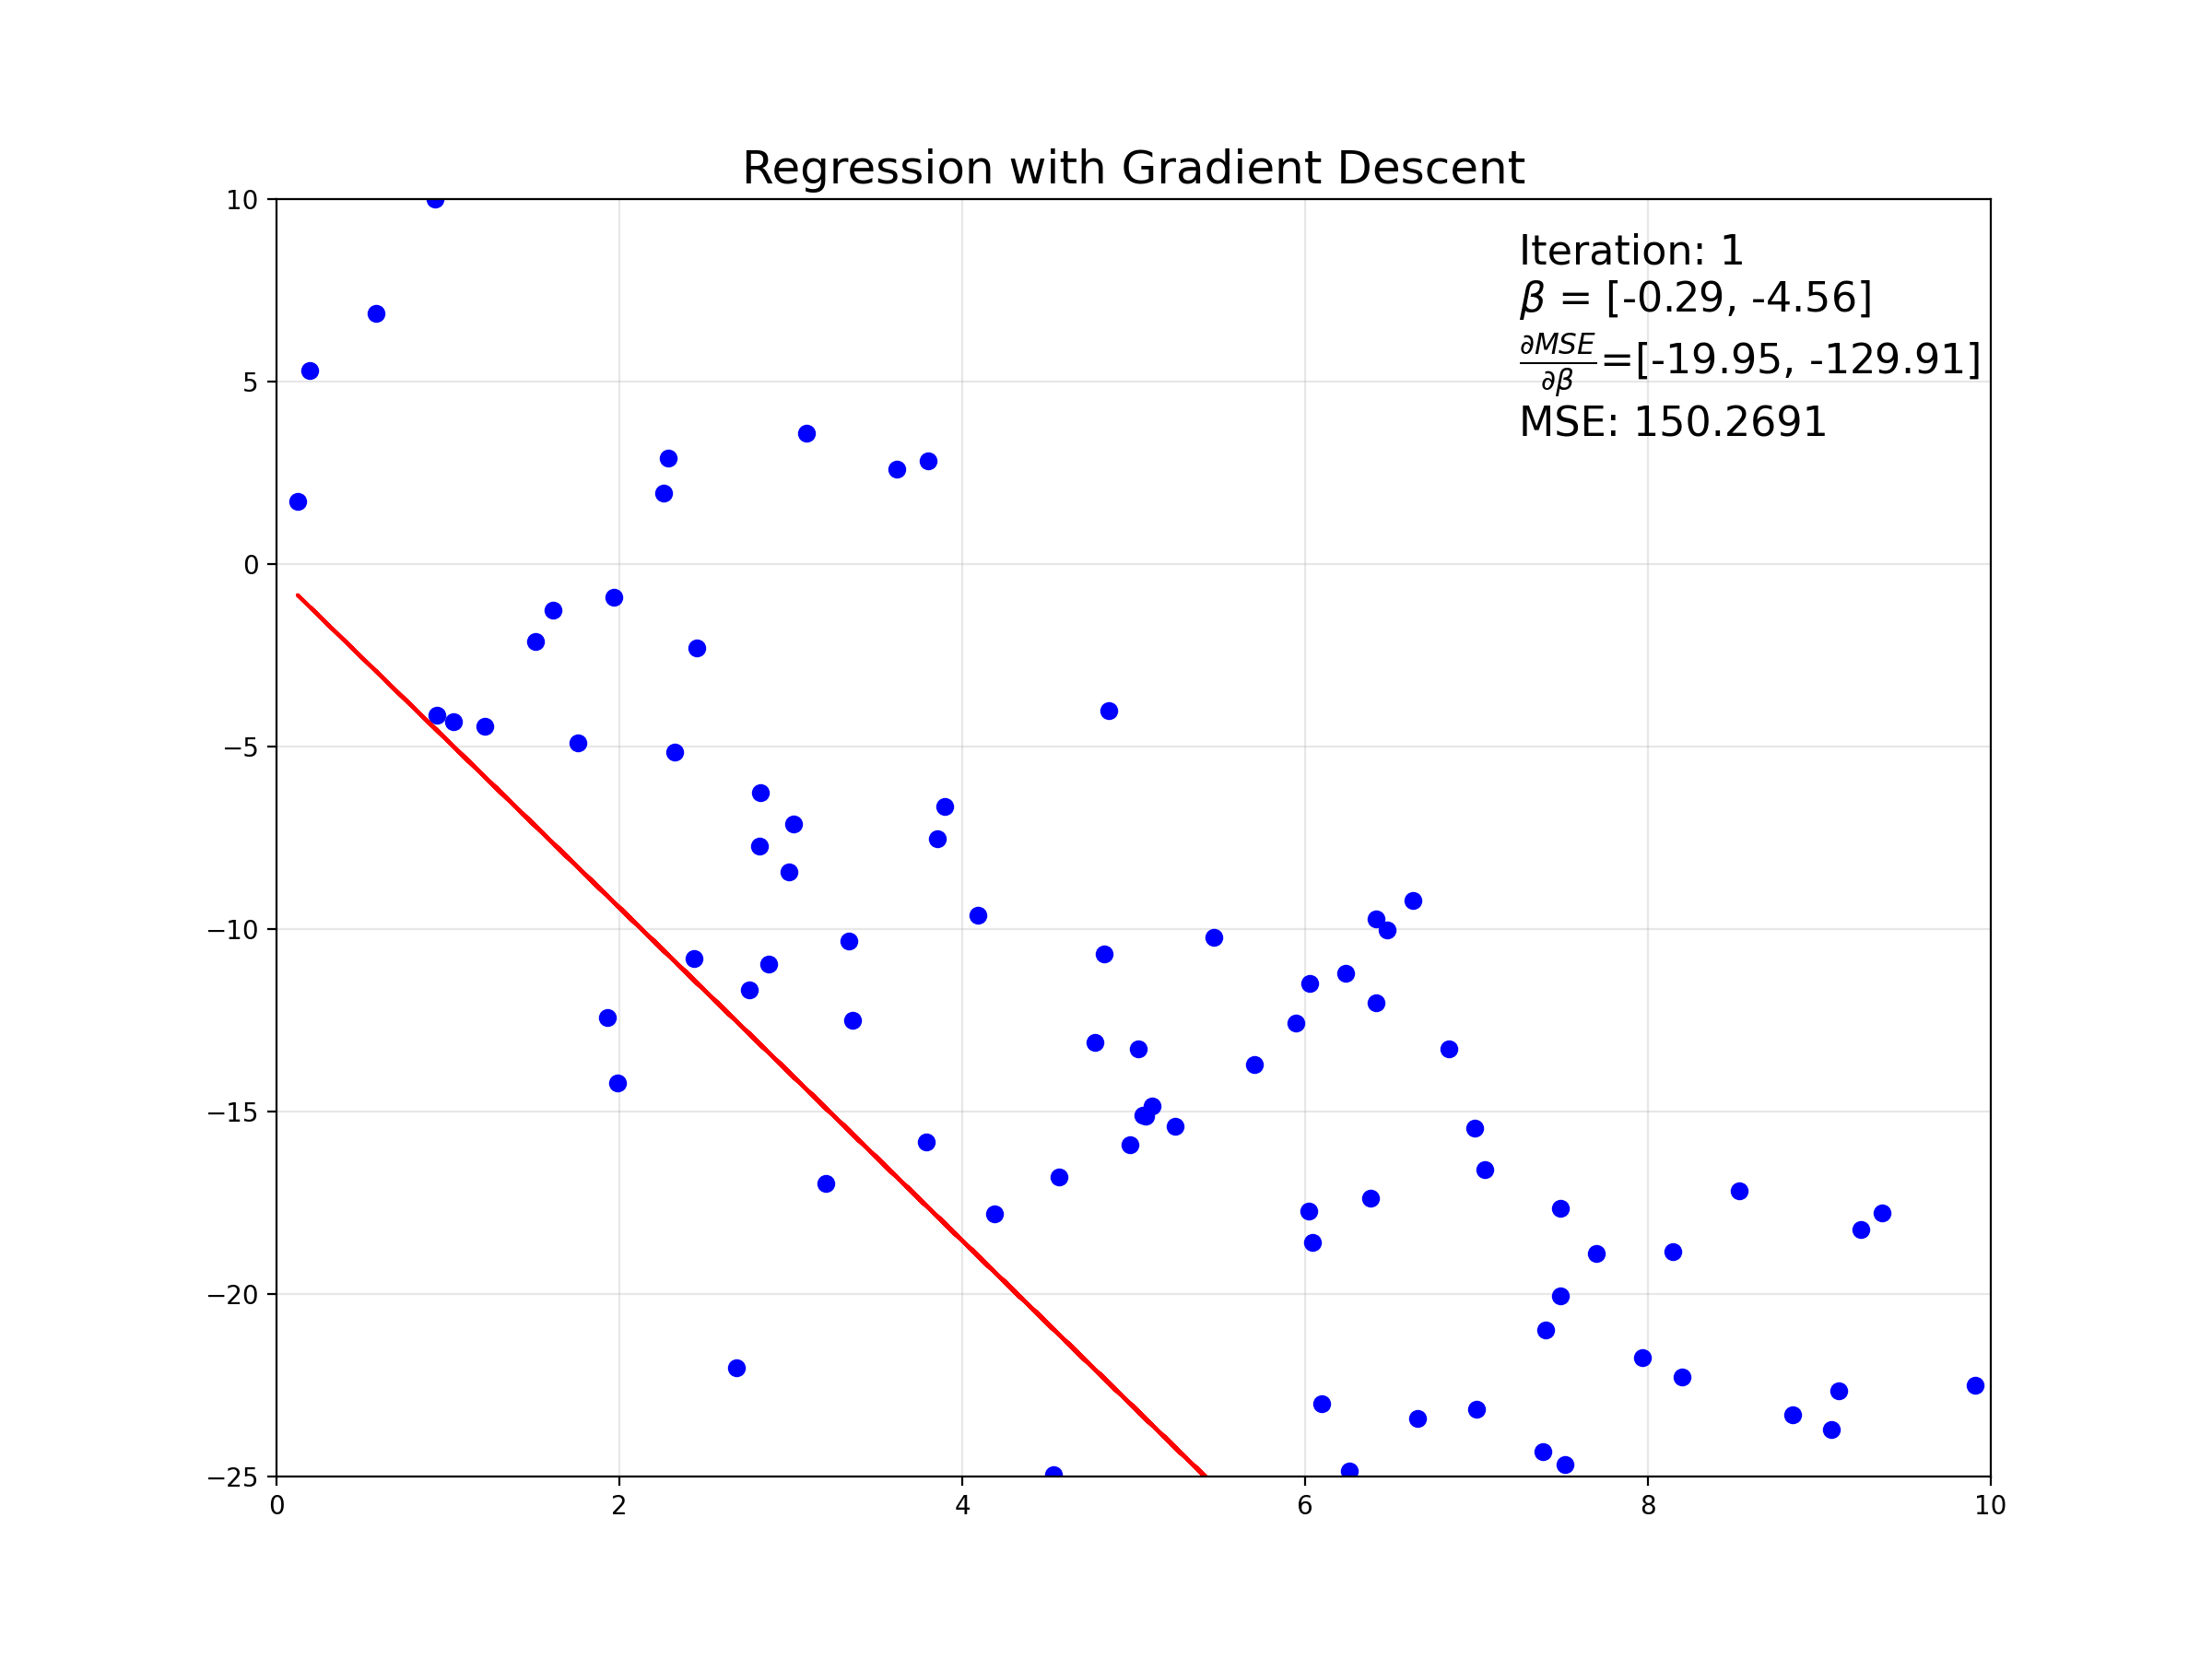 Regression with Gradient Descent
10
5
0
−5
−10
−15
−20
−25
0 2 4 6 8 10
Iteration: 1
β = [-0.29, -4.56]
∂MSE/∂β=[-19.95, -129.91]
MSE: 150.2691